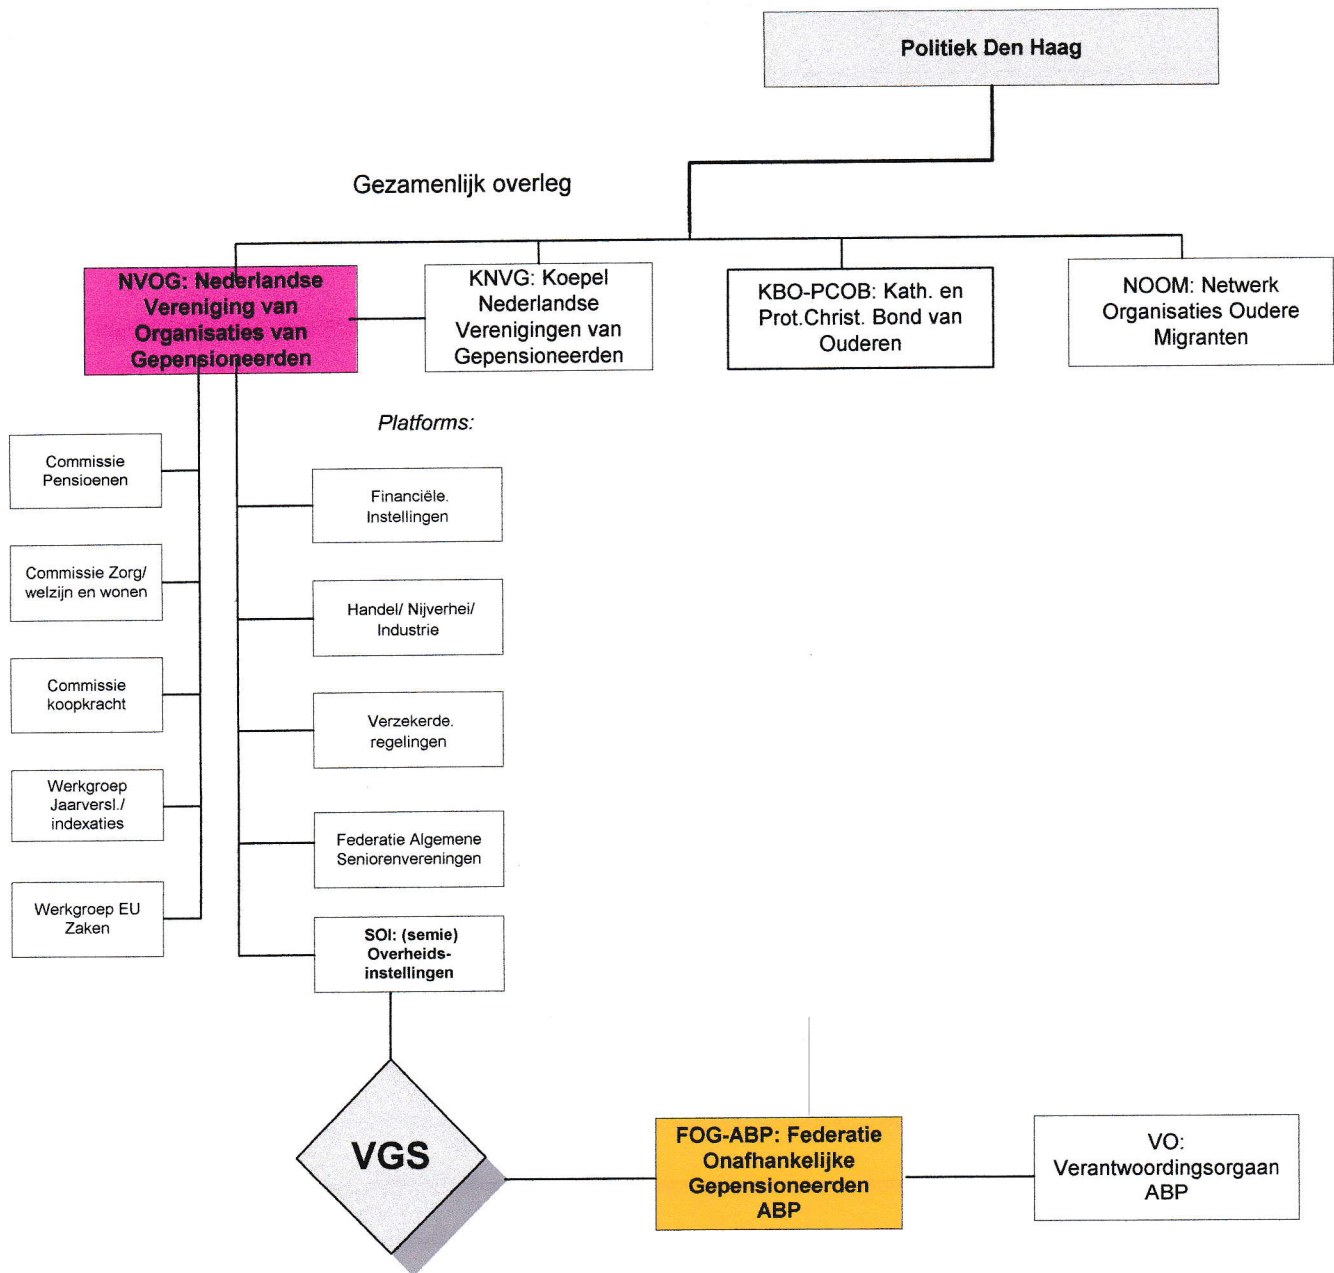 Politiek Den Haag
Gezamenlijk overleg
NVOG: Nederlandse
Vereniging van
Organisaties van
Gepensioneerden
KNVG: Koepel
Nederlandse
Verenigingen van
Gepensioneerden
KBO-PCOB: Kath. en
Prot.Christ. Bond van
Ouderen
NOOM: Netwerk
Organisaties Oudere
Migranten
Platforms:
Commissie
Pensioenen
Commissie Zorg/
welzijn en wonen
Commissie
koopkracht
Werkgroep
Jaarversl./
indexaties
Werkgroep EU
Zaken
Financiële.
Instellingen
Handel/ Nijverhei/
Industrie
Verzekerde.
regelingen
Federatie Algemene
Seniorenvereningen
SOI: (semie)
Overheids-
instellingen
VGS
FOG-ABP: Federatie
Onafhankelijke
Gepensioneerden
ABP
VO:
Verantwoordingsorgaan
ABP